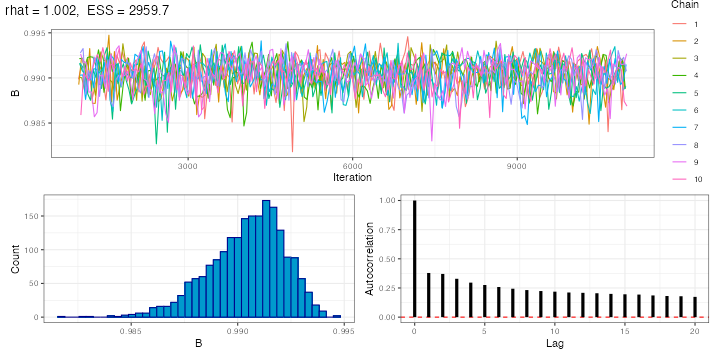 rhat = 1.002, ESS = 2959.7
Chain
1
2
3
4
5
6
7
8
9
10
0.995
0.990
0.985
B
3000 6000 9000
Iteration
150
100
50
0
Count
0.985 0.990 0.995
B
1.00
0.75
0.50
0.25
0.00
Autocorrelation
0 5 10 15 20
Lag